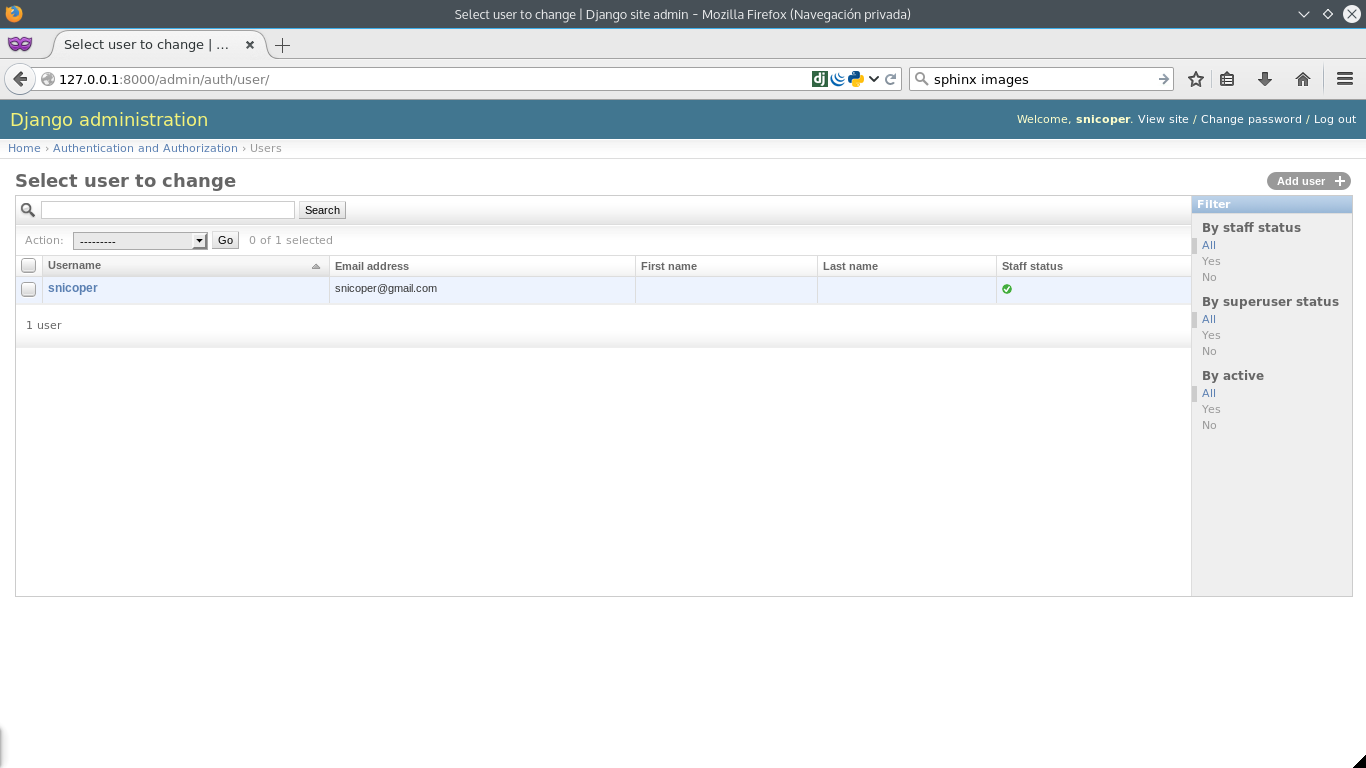 Select user to change | Django site admin - Mozilla Firefox (Navegación privada)
Select user to change | ...
127.0.0.1:8000/admin/auth/user/
dj
sphinx images
Django administration
Welcome, snicoper. View site / Change password / Log out
Home › Authentication and Authorization › Users
Select user to change
Add user +
Search
Action: --------- Go 0 of 1 selected
Username Email address First name Last name Staff status
snicoper snicoper@gmail.com
1 user
Filter
By staff status
All
Yes
No
By superuser status
All
Yes
No
By active
All
Yes
No